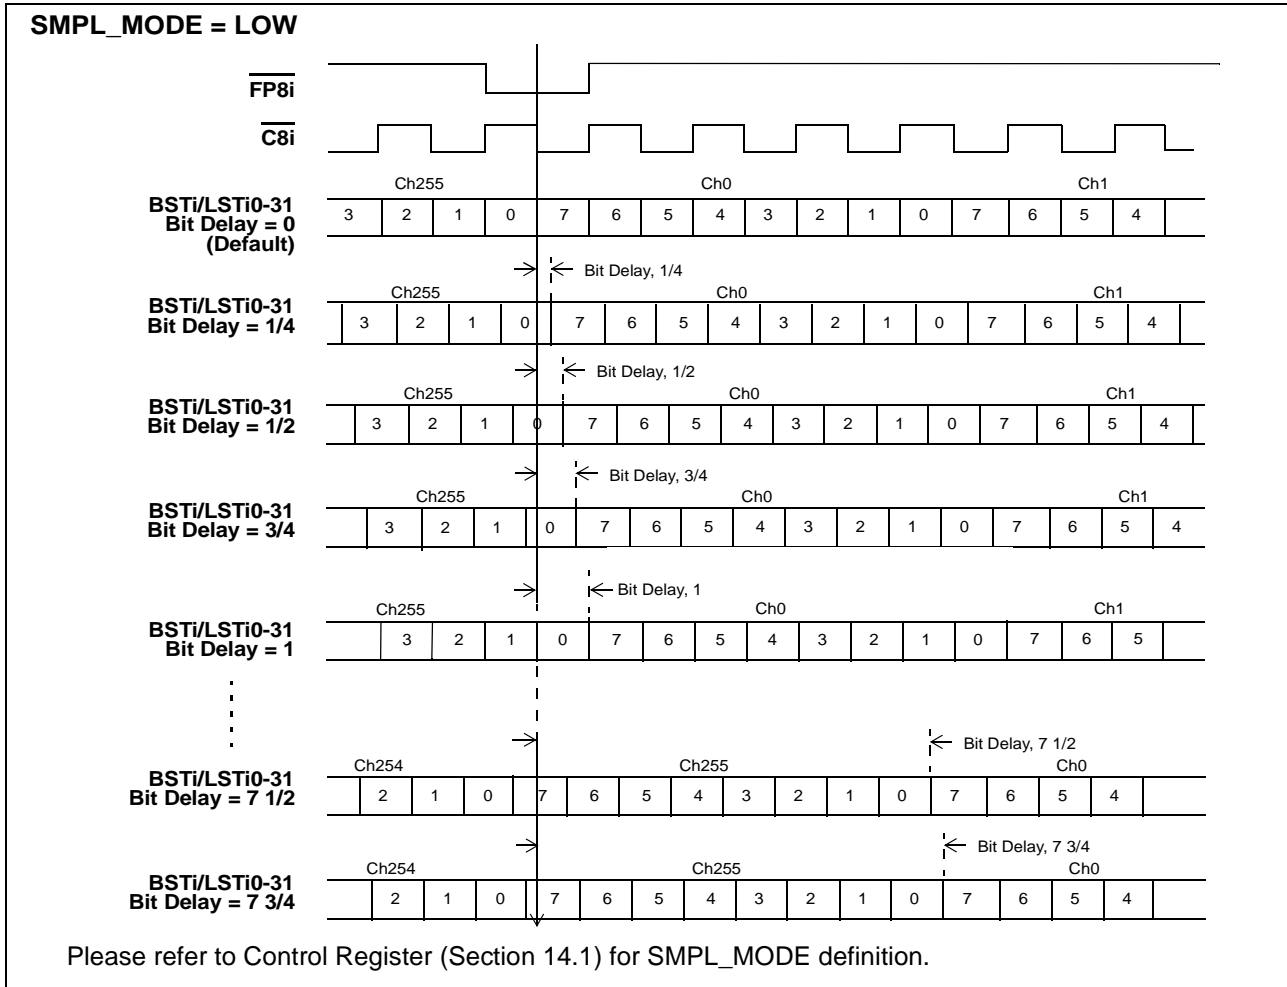 SMPL_MODE = LOW
FP8i
C8i
Ch255 Ch0 Ch1
BSTi/LSTi0-31
Bit Delay = 0
(Default)
3 2 1 0 7 6 5 4 3 2 1 0 7 6 5 4
Bit Delay, 1/4
Ch255 Ch0 Ch1
BSTi/LSTi0-31
Bit Delay = 1/4
3 2 1 0 7 6 5 4 3 2 1 0 7 6 5 4
Bit Delay, 1/2
Ch255 Ch0 Ch1
BSTi/LSTi0-31
Bit Delay = 1/2
3 2 1 0 7 6 5 4 3 2 1 0 7 6 5 4
Bit Delay, 3/4
Ch255 Ch0 Ch1
BSTi/LSTi0-31
Bit Delay = 3/4
3 2 1 0 7 6 5 4 3 2 1 0 7 6 5 4
Bit Delay, 1
Ch255 Ch0 Ch1
BSTi/LSTi0-31
Bit Delay = 1
3 2 1 0 7 6 5 4 3 2 1 0 7 6 5
Bit Delay, 7 1/2
Ch254 Ch255 Ch0
BSTi/LSTi0-31
Bit Delay = 7 1/2
2 1 0 7 6 5 4 3 2 1 0 7 6 5 4
Bit Delay, 7 3/4
Ch254 Ch255 Ch0
BSTi/LSTi0-31
Bit Delay = 7 3/4
2 1 0 7 6 5 4 3 2 1 0 7 6 5 4
Please refer to Control Register (Section 14.1) for SMPL_MODE definition.